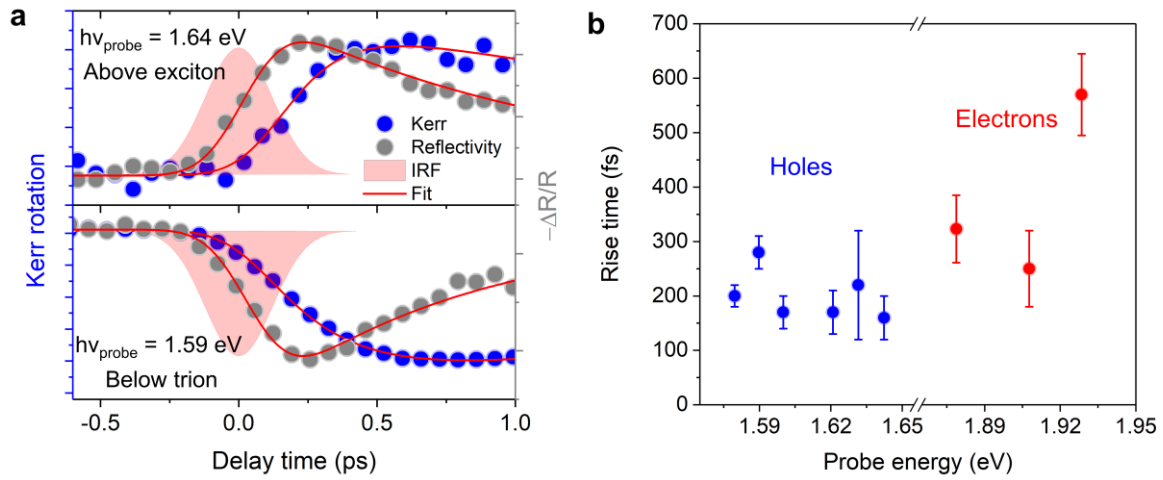 a
hνprobe = 1.64 eV
Above exciton
Kerr
Reflectivity
IRF
Fit
Kerr rotation
−ΔR/R
hνprobe = 1.59 eV
Below trion
-0.5 0.0 0.5 1.0
Delay time (ps)
b
700
600
500
400
300
200
100
0
Rise time (fs)
Holes
Electrons
1.59 1.62 1.65 1.89 1.92 1.95
Probe energy (eV)